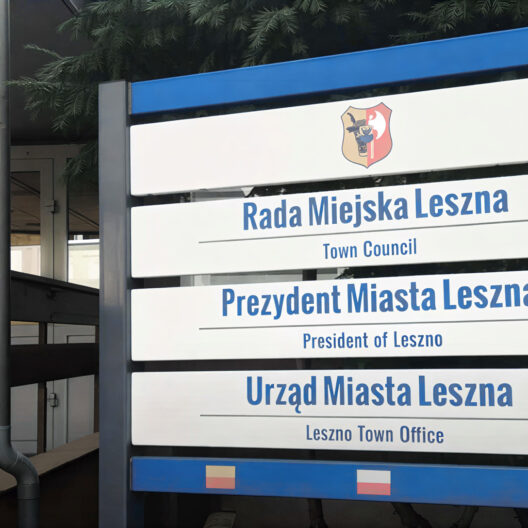 Rada Miejska Leszna
Town Council
Prezydent Miasta Leszna
President of Leszno
Urząd Miasta Leszna
Leszno Town Office